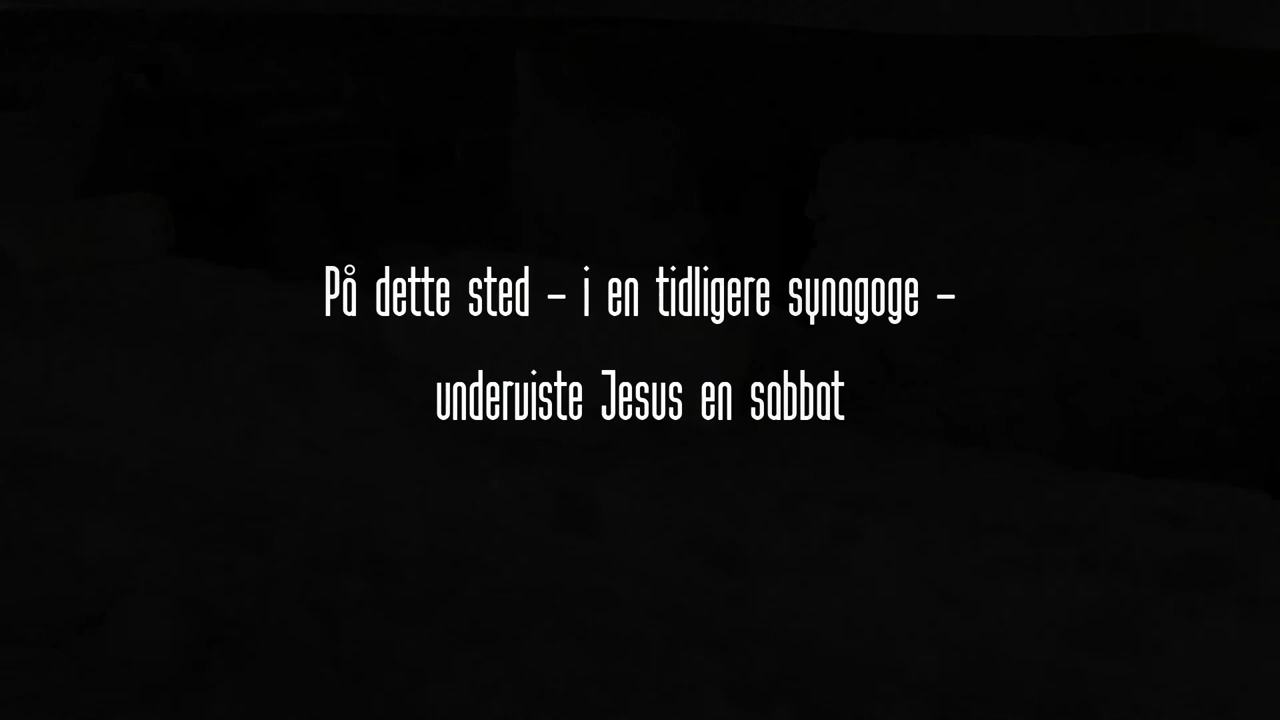 På dette sted – i en tidligere synagoge –
underviste Jesus en sabbat